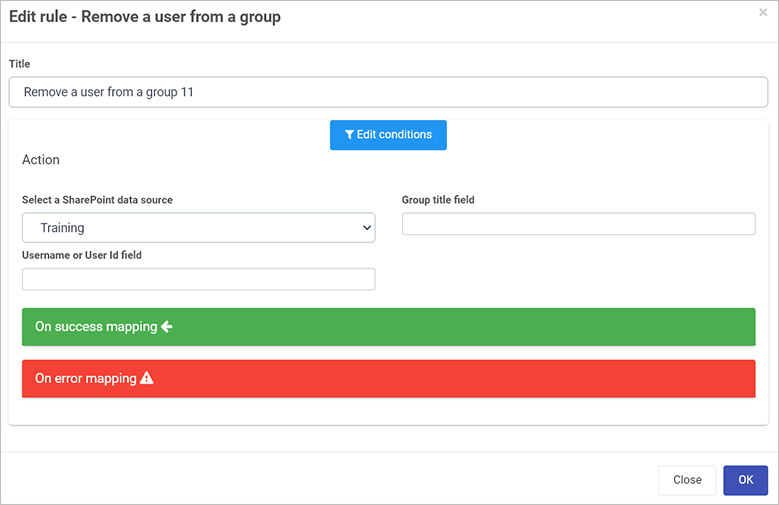 Edit rule - Remove a user from a group
×
Title
Remove a user from a group 11
Edit conditions
Action
Select a SharePoint data source
Group title field
Training
Username or User Id field
On success mapping
On error mapping
Close
OK